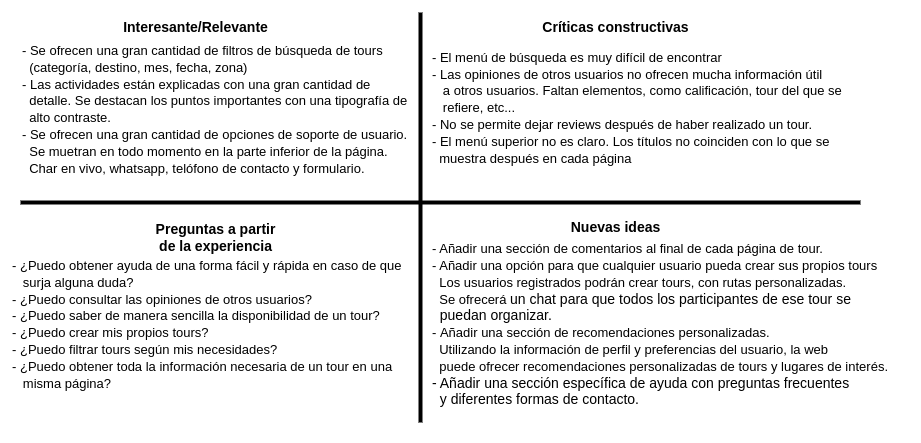 Interesante/Relevante
- Se ofrecen una gran cantidad de filtros de búsqueda de tours
(categoría, destino, mes, fecha, zona)
- Las actividades están explicadas con una gran cantidad de
detalle. Se destacan los puntos importantes con una tipografía de
alto contraste.
- Se ofrecen una gran cantidad de opciones de soporte de usuario.
Se muetran en todo momento en la parte inferior de la página.
Char en vivo, whatsapp, telófono de contacto y formulario.
Críticas constructivas
- El menú de búsqueda es muy difícil de encontrar
- Las opiniones de otros usuarios no ofrecen mucha información útil
a otros usuarios. Faltan elementos, como calificación, tour del que se
refiere, etc...
- No se permite dejar reviews después de haber realizado un tour.
- El menú superior no es claro. Los títulos no coinciden con lo que se
muestra después en cada página
Preguntas a partir
de la experiencia
- ¿Puedo obtener ayuda de una forma fácil y rápida en caso de que
surja alguna duda?
- ¿Puedo consultar las opiniones de otros usuarios?
- ¿Puedo saber de manera sencilla la disponibilidad de un tour?
- ¿Puedo crear mis propios tours?
- ¿Puedo filtrar tours según mis necesidades?
- ¿Puedo obtener toda la información necesaria de un tour en una
misma página?
Nuevas ideas
- Añadir una sección de comentarios al final de cada página de tour.
- Añadir una opción para que cualquier usuario pueda crear sus propios tours
Los usuarios registrados podrán crear tours, con rutas personalizadas.
Se ofrecerá un chat para que todos los participantes de ese tour se
puedan organizar.
- Añadir una sección de recomendaciones personalizadas.
Utilizando la información de perfil y preferencias del usuario, la web
puede ofrecer recomendaciones personalizadas de tours y lugares de interés.
- Añadir una sección específica de ayuda con preguntas frecuentes
y diferentes formas de contacto.